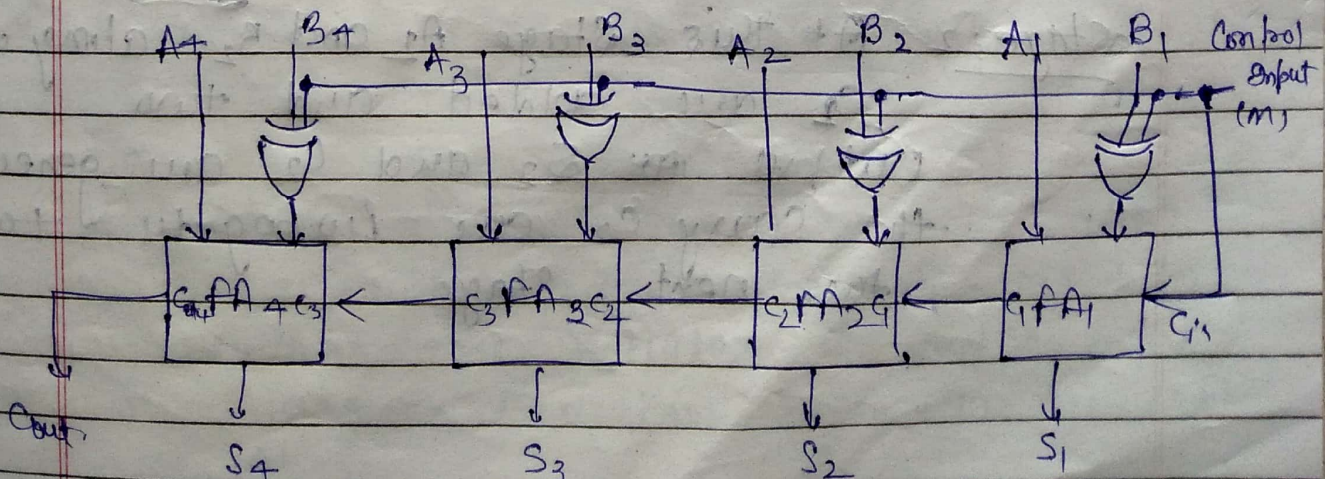 A4 B4 A3 B3 A2 B2 A1 B1 Control
Input
(M)
C4 FA4 C3 C3 FA3 C2 C2 FA2 C1 C1 FA1 Cin
Cout
S4 S3 S2 S1